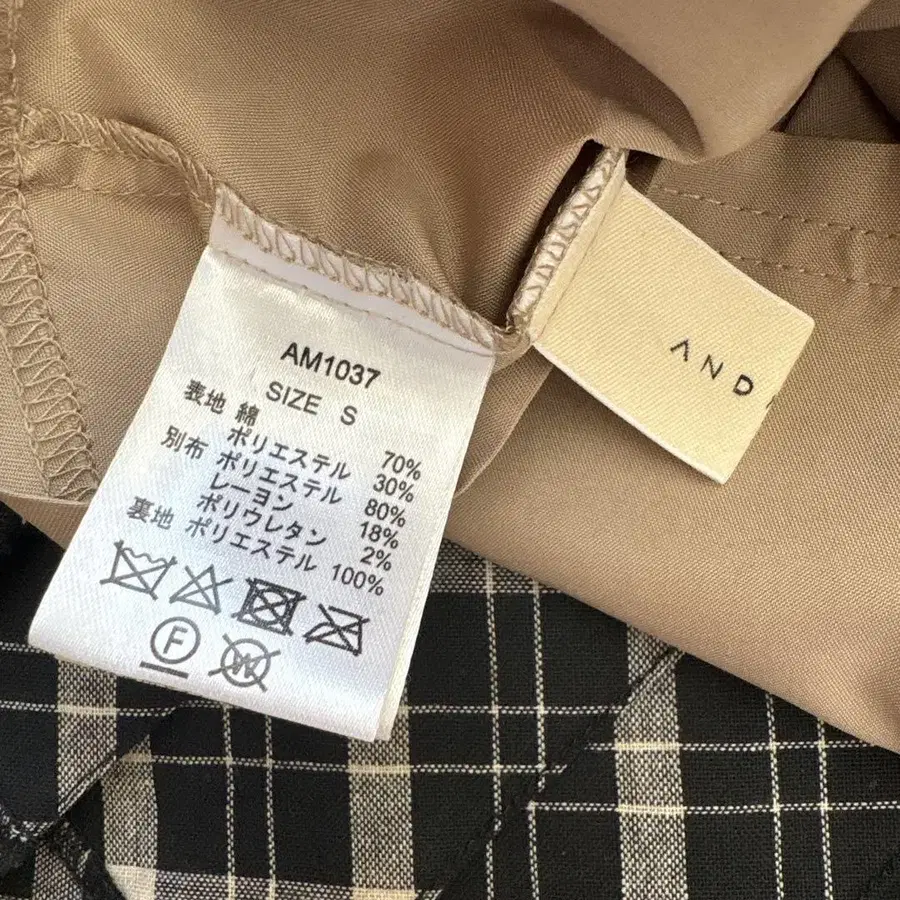 AM1037
SIZE S
表地 綿 70%
ポリエステル 30%
別布 ポリエステル 80%
レーヨン 18%
ポリウレタン 2%
裏地 ポリエステル 100%
F
W
AND